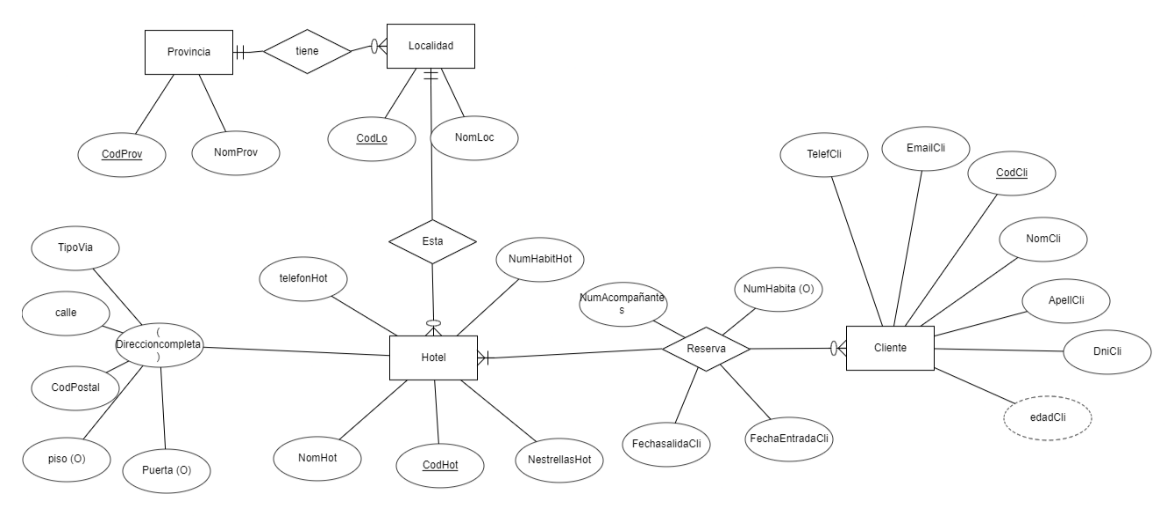 Provincia
tiene
Localidad
CodProv
NomProv
CodLo
NomLoc
TelefCli
EmailCli
CodCli
NomCli
ApellCli
DniCli
edadCli
Cliente
Esta
TipoVia
calle
CodPostal
piso (O)
Puerta (O)
(
Direccioncompleta
)
telefonHot
NumHabitHot
Hotel
NomHot
CodHot
NestrellasHot
NumAcompañante
s
NumHabita (O)
Reserva
FechasalidaCli
FechaEntradaCli